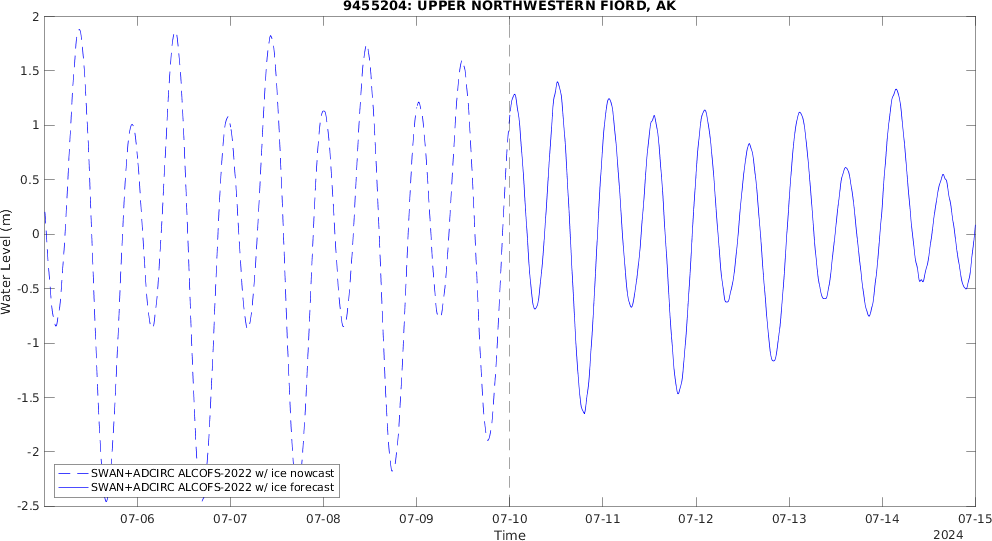 9455204: UPPER NORTHWESTERN FIORD, AK
Water Level (m)
2
1.5
1
0.5
0
-0.5
-1
-1.5
-2
-2.5
SWAN+ADCIRC ALCOFS-2022 w/ ice nowcast
SWAN+ADCIRC ALCOFS-2022 w/ ice forecast
07-06 07-07 07-08 07-09 07-10 07-11 07-12 07-13 07-14 07-15
Time
2024